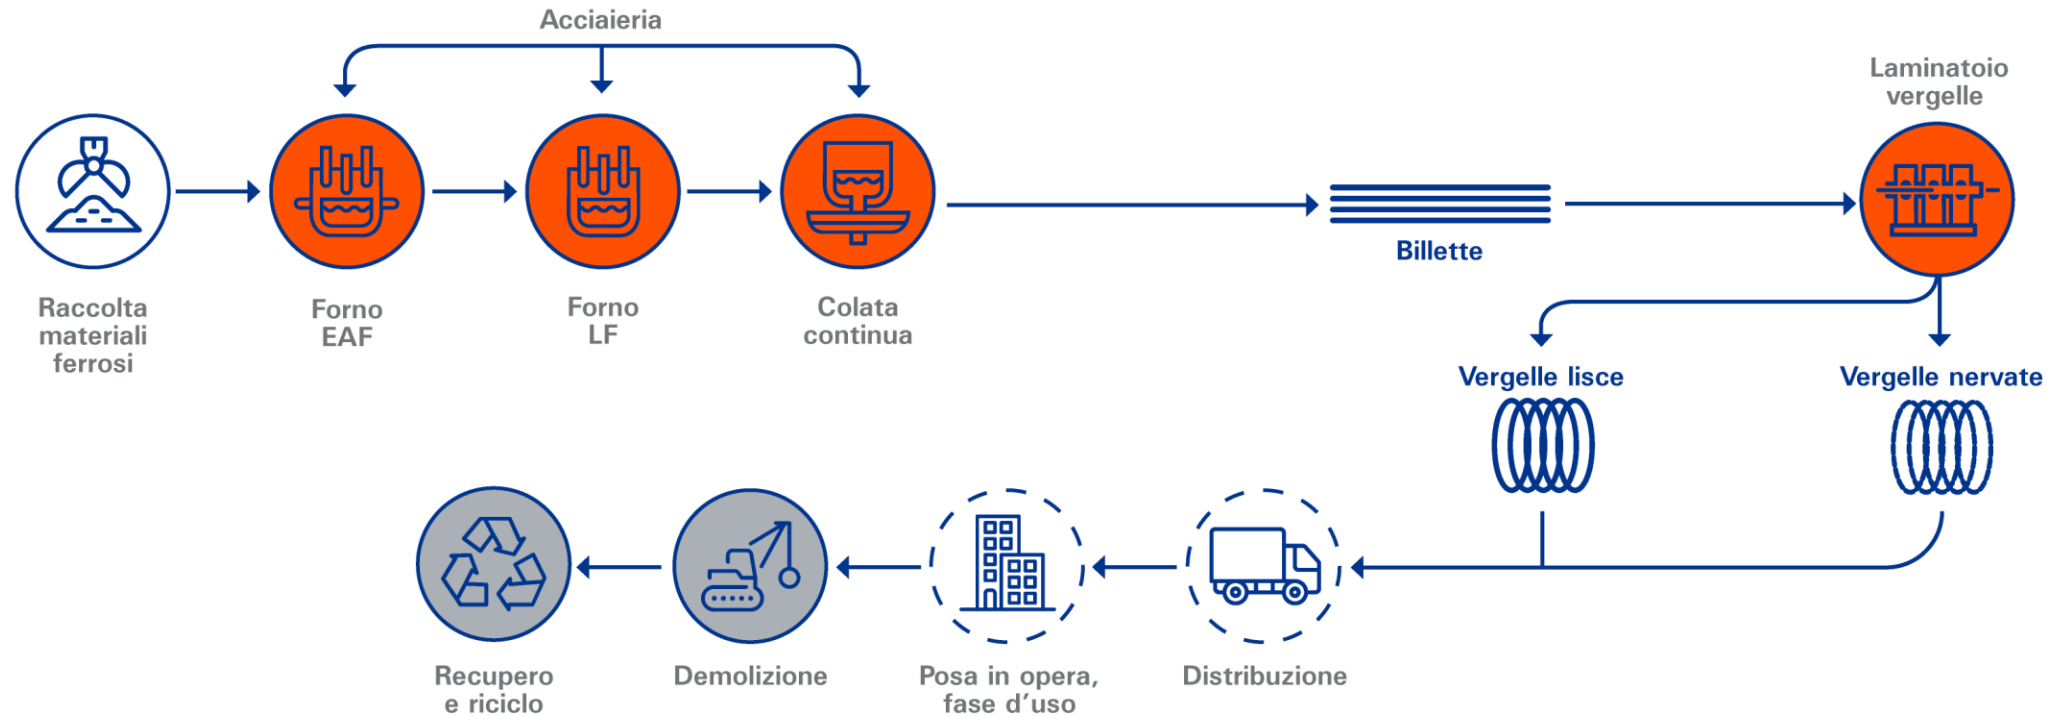 Acciaieria
Laminatoio
vergelle
Billette
Raccolta
materiali
ferrosi
Forno
EAF
Forno
LF
Colata
continua
Vergelle lisce
Vergelle nervate
Recupero
e riciclo
Demolizione
Posa in opera,
fase d’uso
Distribuzione